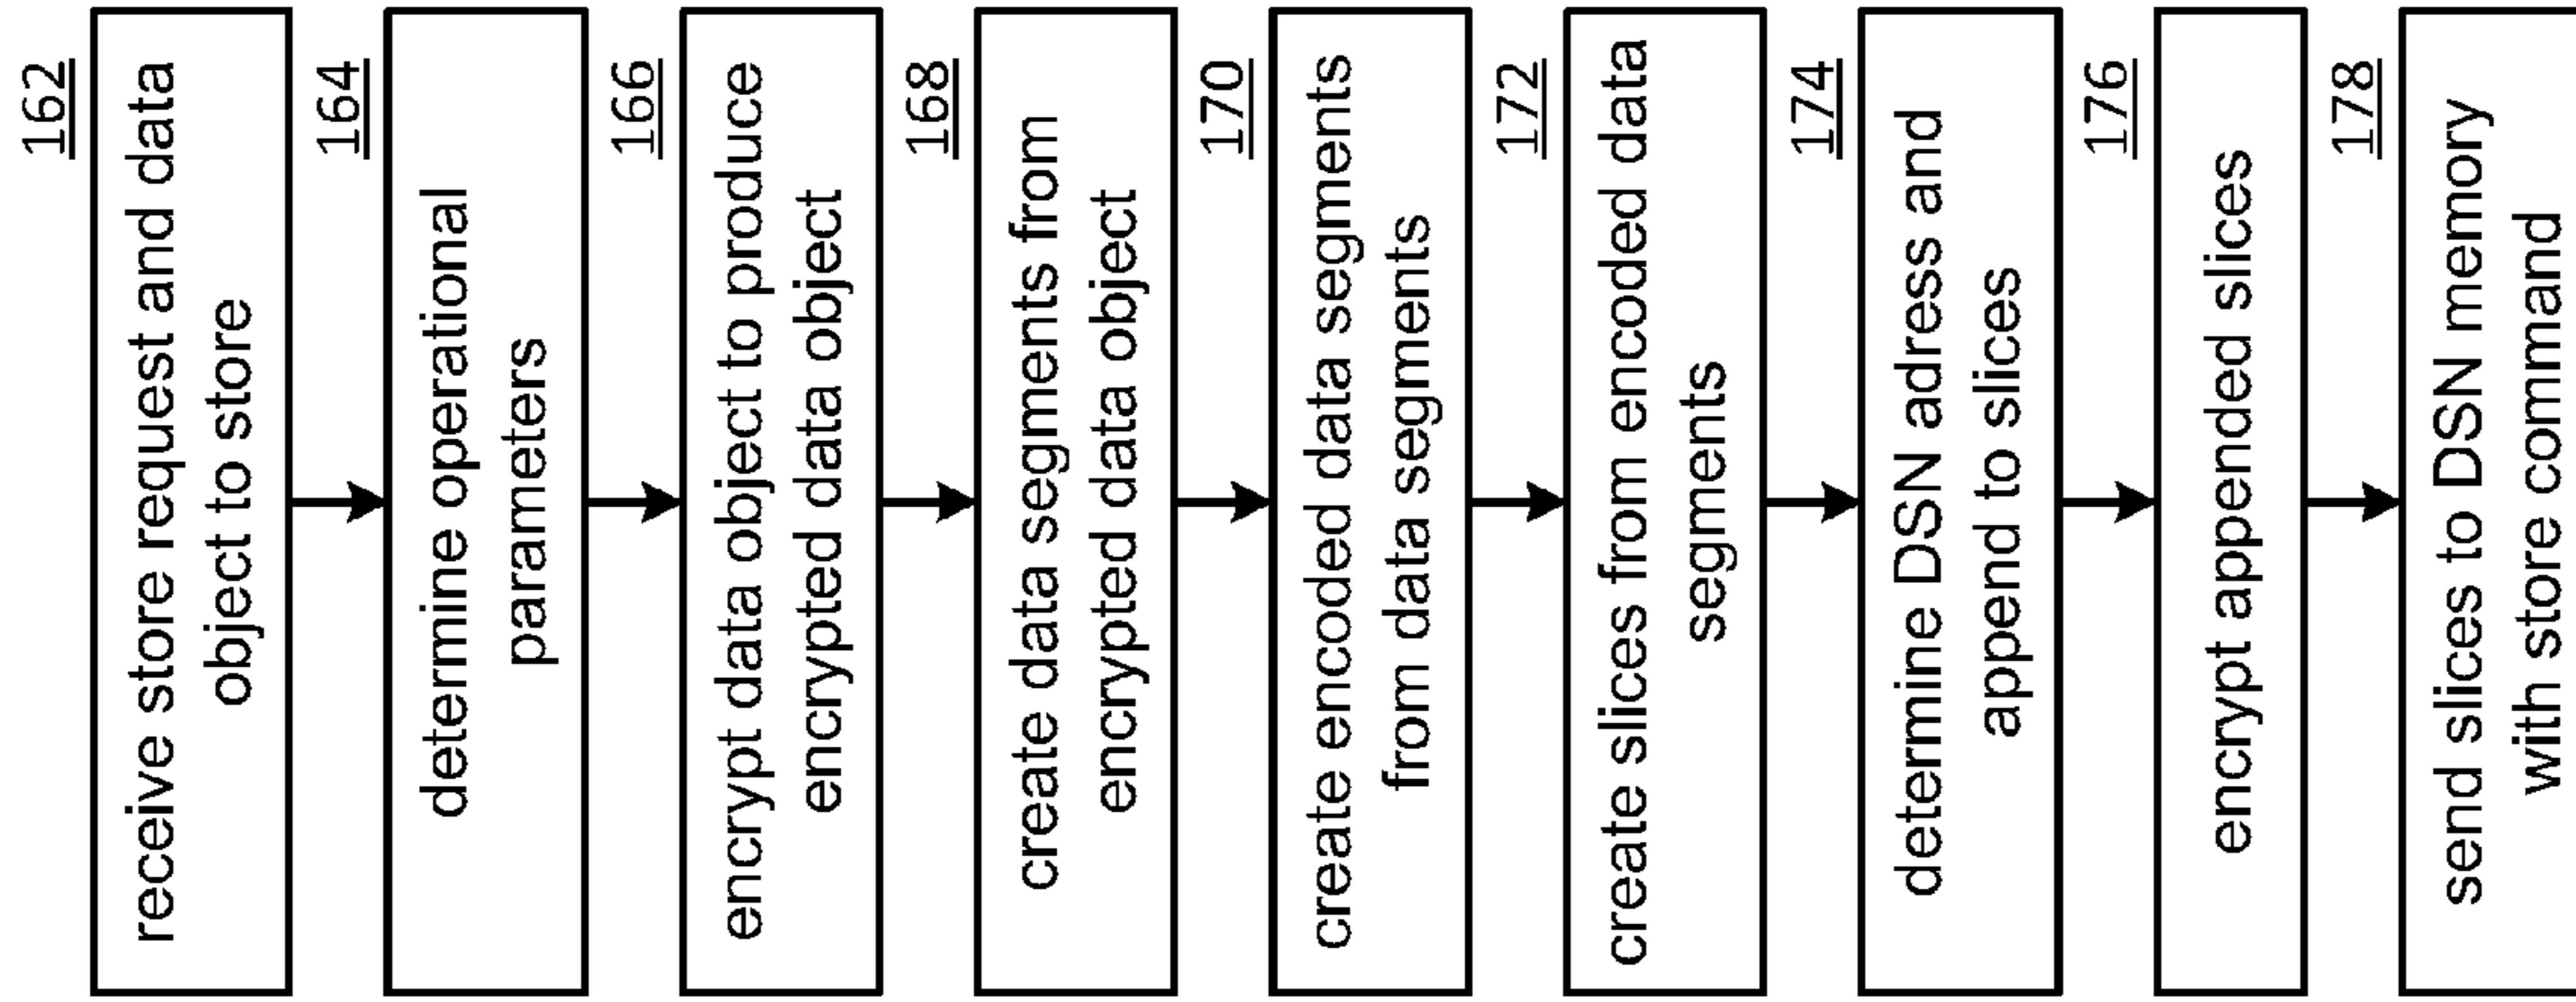 162
receive store request and data
object to store
164
determine operational
parameters
166
encrypt data object to produce
encrypted data object
168
create data segments from
encrypted data object
170
create encoded data segments
from data segments
172
create slices from encoded data
segments
174
determine DSN adress and
append to slices
176
encrypt appended slices
178
send slices to DSN memory
with store command